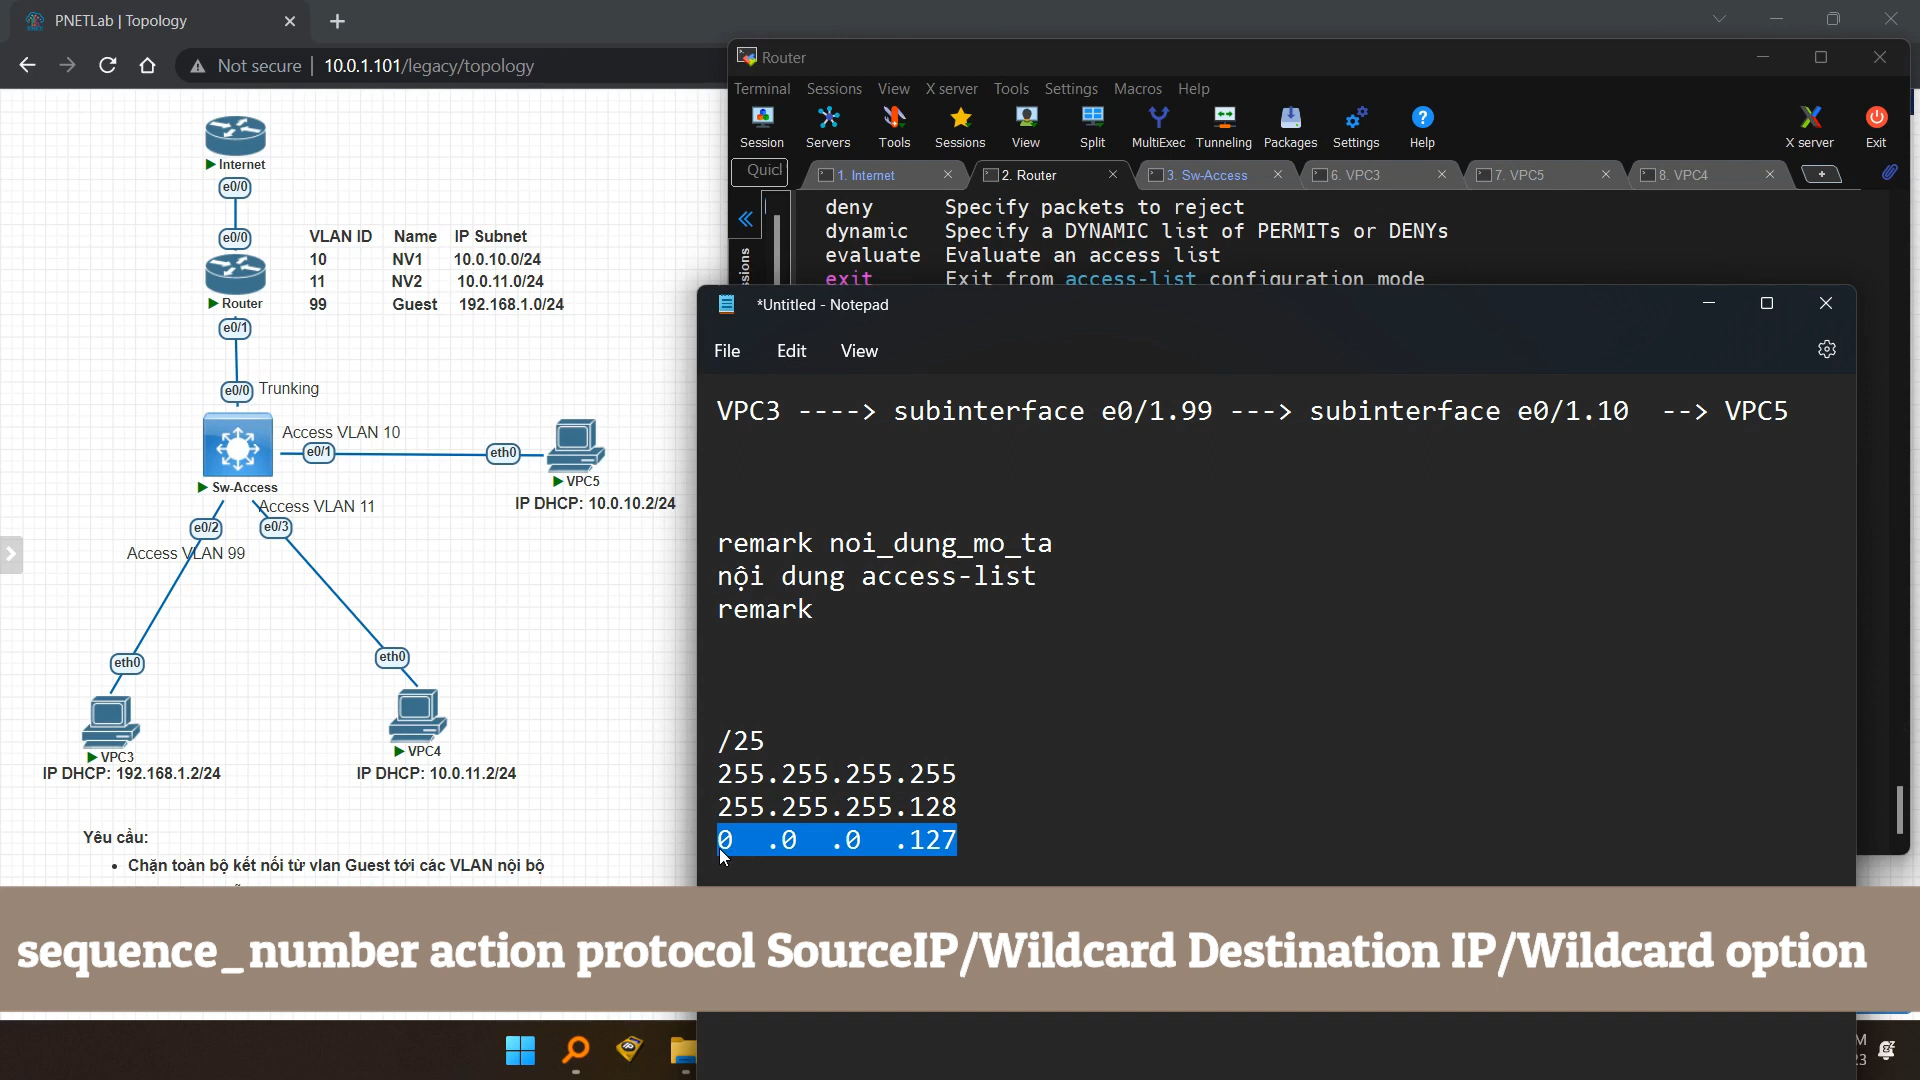 PNETLab | Topology
Not secure
10.0.1.101/legacy/topology
Internet
e0/0
e0/0
Router
e0/1
VLAN ID Name IP Subnet
10 NV1 10.0.10.0/24
11 NV2 10.0.11.0/24
99 Guest 192.168.1.0/24
e0/0 Trunking
Access VLAN 10
e0/1
eth0
VPC5
IP DHCP: 10.0.10.2/24
Sw-Access
Access VLAN 11
e0/2
e0/3
Access VLAN 99
eth0
eth0
VPC3
IP DHCP: 192.168.1.2/24
VPC4
IP DHCP: 10.0.11.2/24
Yêu cầu:
• Chặn toàn bộ kết nối từ vlan Guest tới các VLAN nội bộ
Router
Terminal Sessions View X server Tools Settings Macros Help
Session Servers Tools Sessions View Split MultiExec Tunneling Packages Settings Help X server Exit
Quicl
1. Internet
2. Router
3. Sw-Access
6. VPC3
7. VPC5
8. VPC4
deny Specify packets to reject
dynamic Specify a DYNAMIC list of PERMITs or DENYs
evaluate Evaluate an access list
exit Exit from access-list configuration mode
*Untitled - Notepad
File Edit View
VPC3 ----> subinterface e0/1.99 ---> subinterface e0/1.10 --> VPC5
remark noi_dung_mo_ta
nội dung access-list
remark
/25
255.255.255.255
255.255.255.128
0 .0 .0 .127
sequence_number action protocol SourceIP/Wildcard Destination IP/Wildcard option